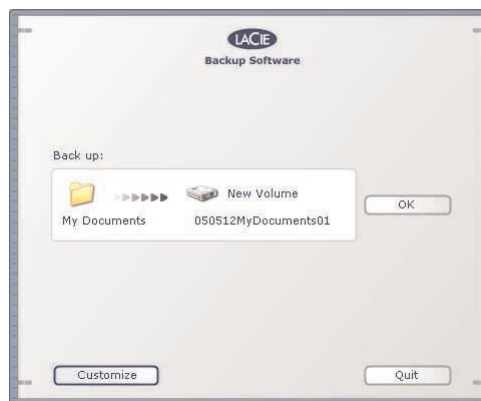 LACIE
Backup Software
Back up:
New Volume
My Documents
050512MyDocuments01
OK
Customize
Quit